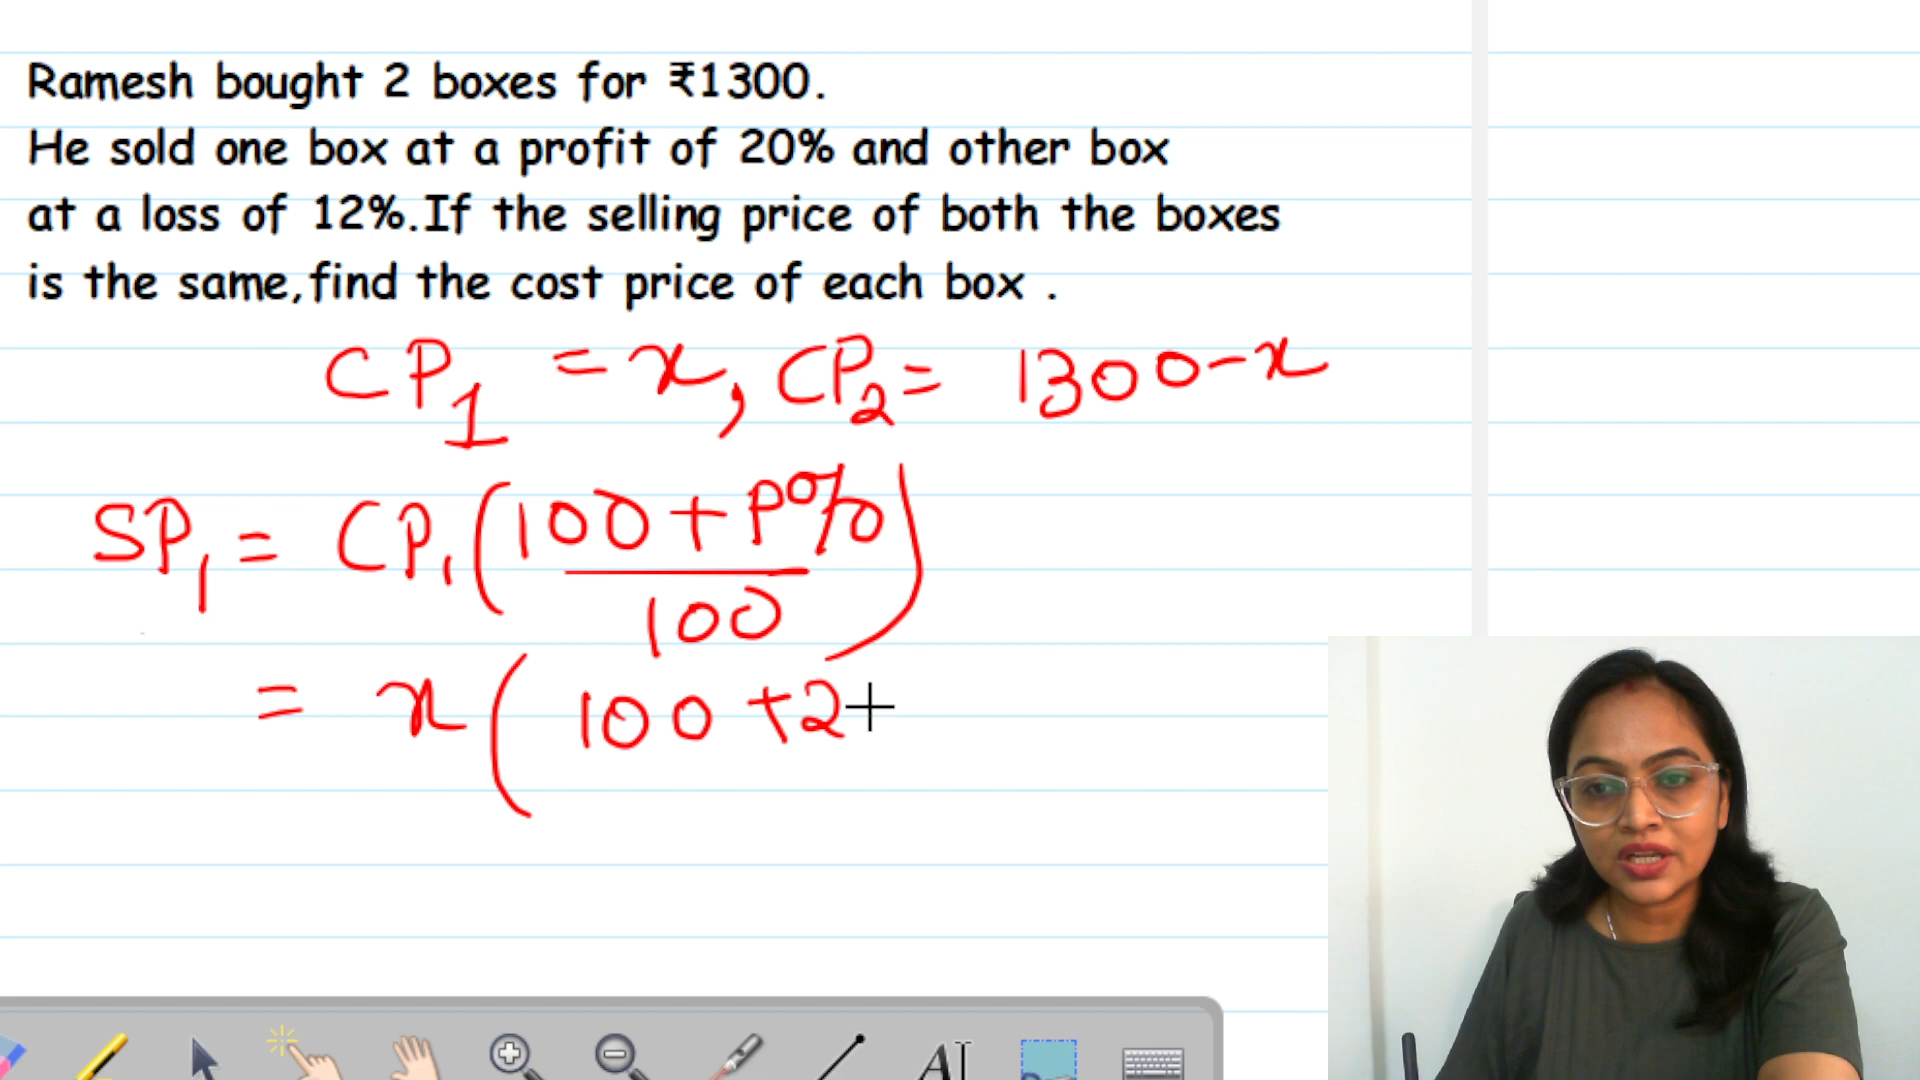 Ramesh bought 2 boxes for ₹1300.
He sold one box at a profit of 20% and other box
at a loss of 12%.If the selling price of both the boxes
is the same,find the cost price of each box .
CP₁ = x, CP₂ = 1300-x
SP₁ = CP₁ (100 + P% / 100)
= x ( 100 +2
AI